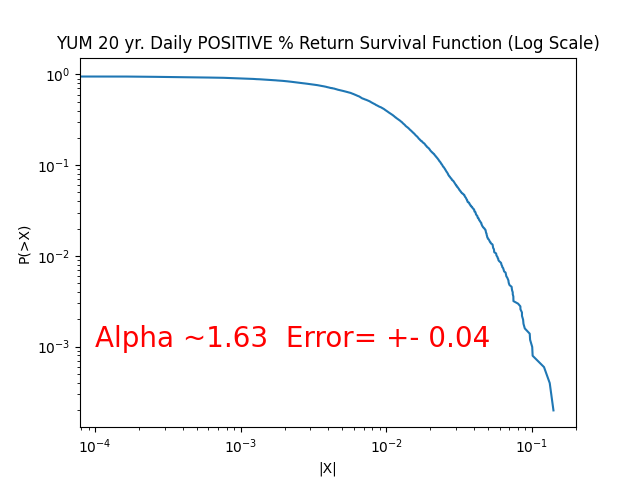 YUM 20 yr. Daily POSITIVE % Return Survival Function (Log Scale)
10⁰
10⁻¹
10⁻²
10⁻³
P(>X)
Alpha ~1.63  Error= +- 0.04
10⁻⁴
10⁻³
10⁻²
10⁻¹
|X|